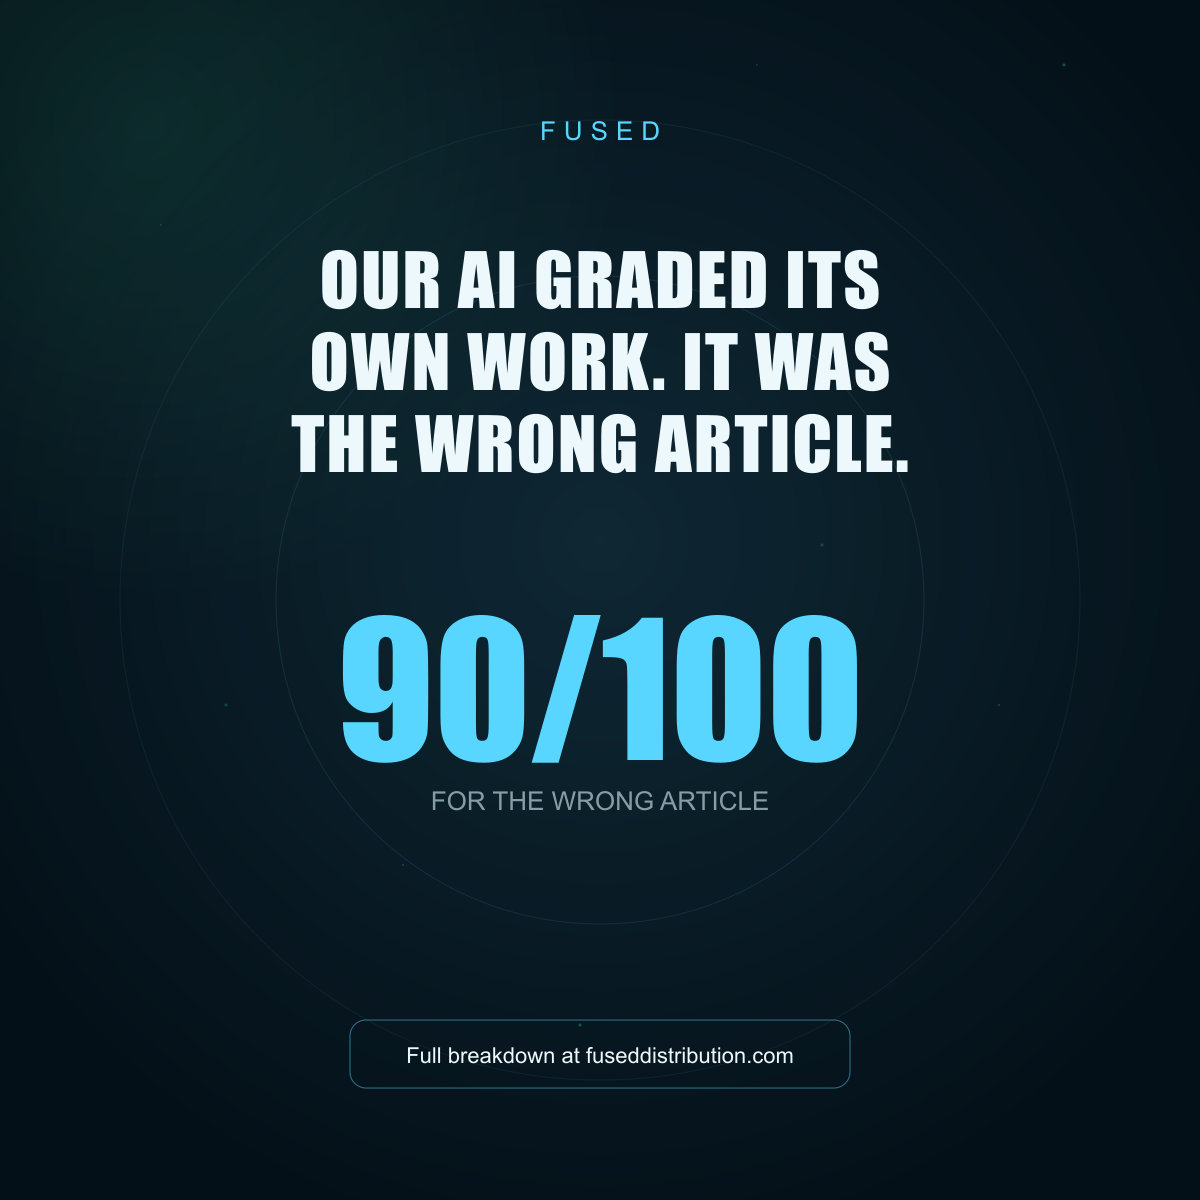 FUSED
OUR AI GRADED ITS
OWN WORK. IT WAS
THE WRONG ARTICLE.
90/100
FOR THE WRONG ARTICLE
Full breakdown at fuseddistribution.com